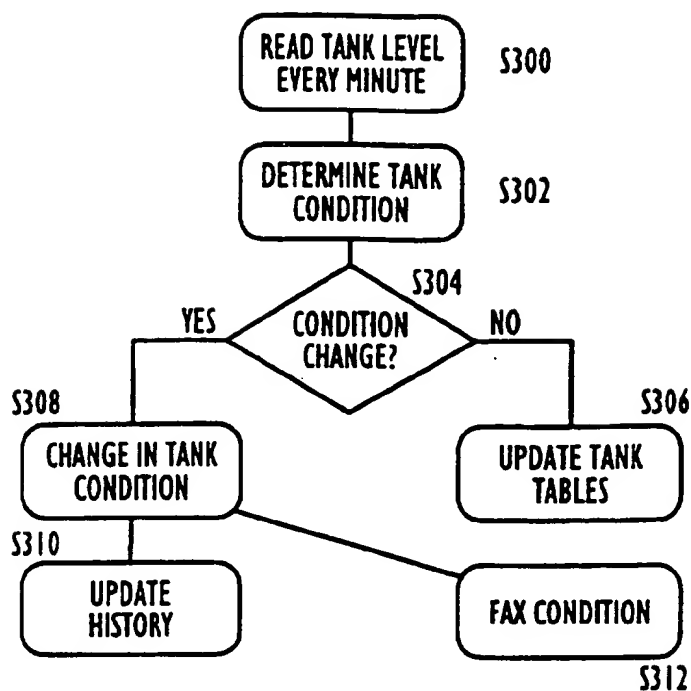 READ TANK LEVEL
EVERY MINUTE
S300
DETERMINE TANK
CONDITION
S302
S304
CONDITION
CHANGE?
YES
NO
S308
CHANGE IN TANK
CONDITION
S306
UPDATE TANK
TABLES
S310
UPDATE
HISTORY
FAX CONDITION
S312